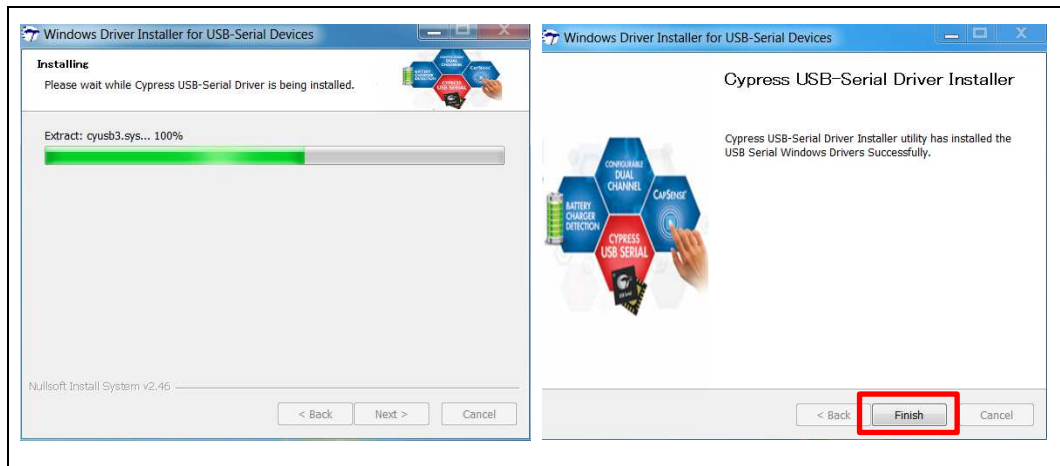 Windows Driver Installer for USB-Serial Devices
Installing
Please wait while Cypress USB-Serial Driver is being installed.
Extract: cyusb3.sys... 100%
Nullsoft Install System v2.46
< Back
Next >
Cancel
Windows Driver Installer for USB-Serial Devices
Cypress USB-Serial Driver Installer
Cypress USB-Serial Driver Installer utility has installed the
USB Serial Windows Drivers Successfully.
CONFIGURABLE
DUAL
CHANNEL
CAPSENSE
BATTERY
CHARGER
DETECTION
CYPRESS
USB SERIAL
< Back
Finish
Cancel